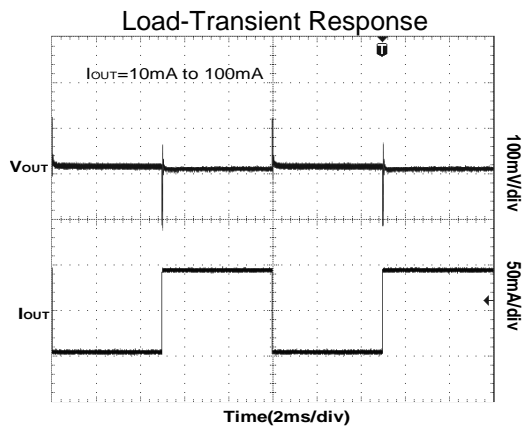 Load-Transient Response
T
IOUT=10mA to 100mA
VOUT
100mV/div
IOUT
50mA/div
Time(2ms/div)